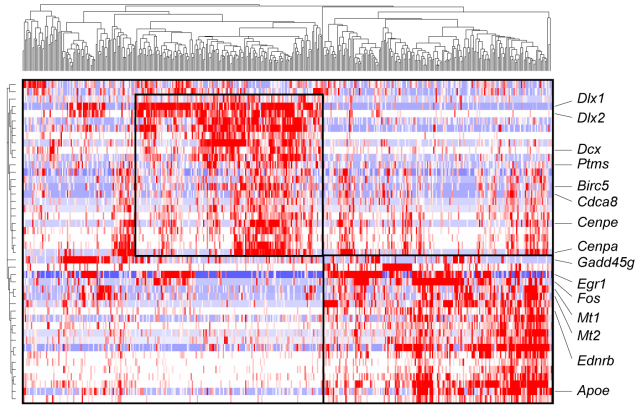 Dlx1
Dlx2
Dcx
Ptms
Birc5
Cdca8
Cenpe
Cenpa
Gadd45g
Egr1
Fos
Mt1
Mt2
Ednrb
Apoe